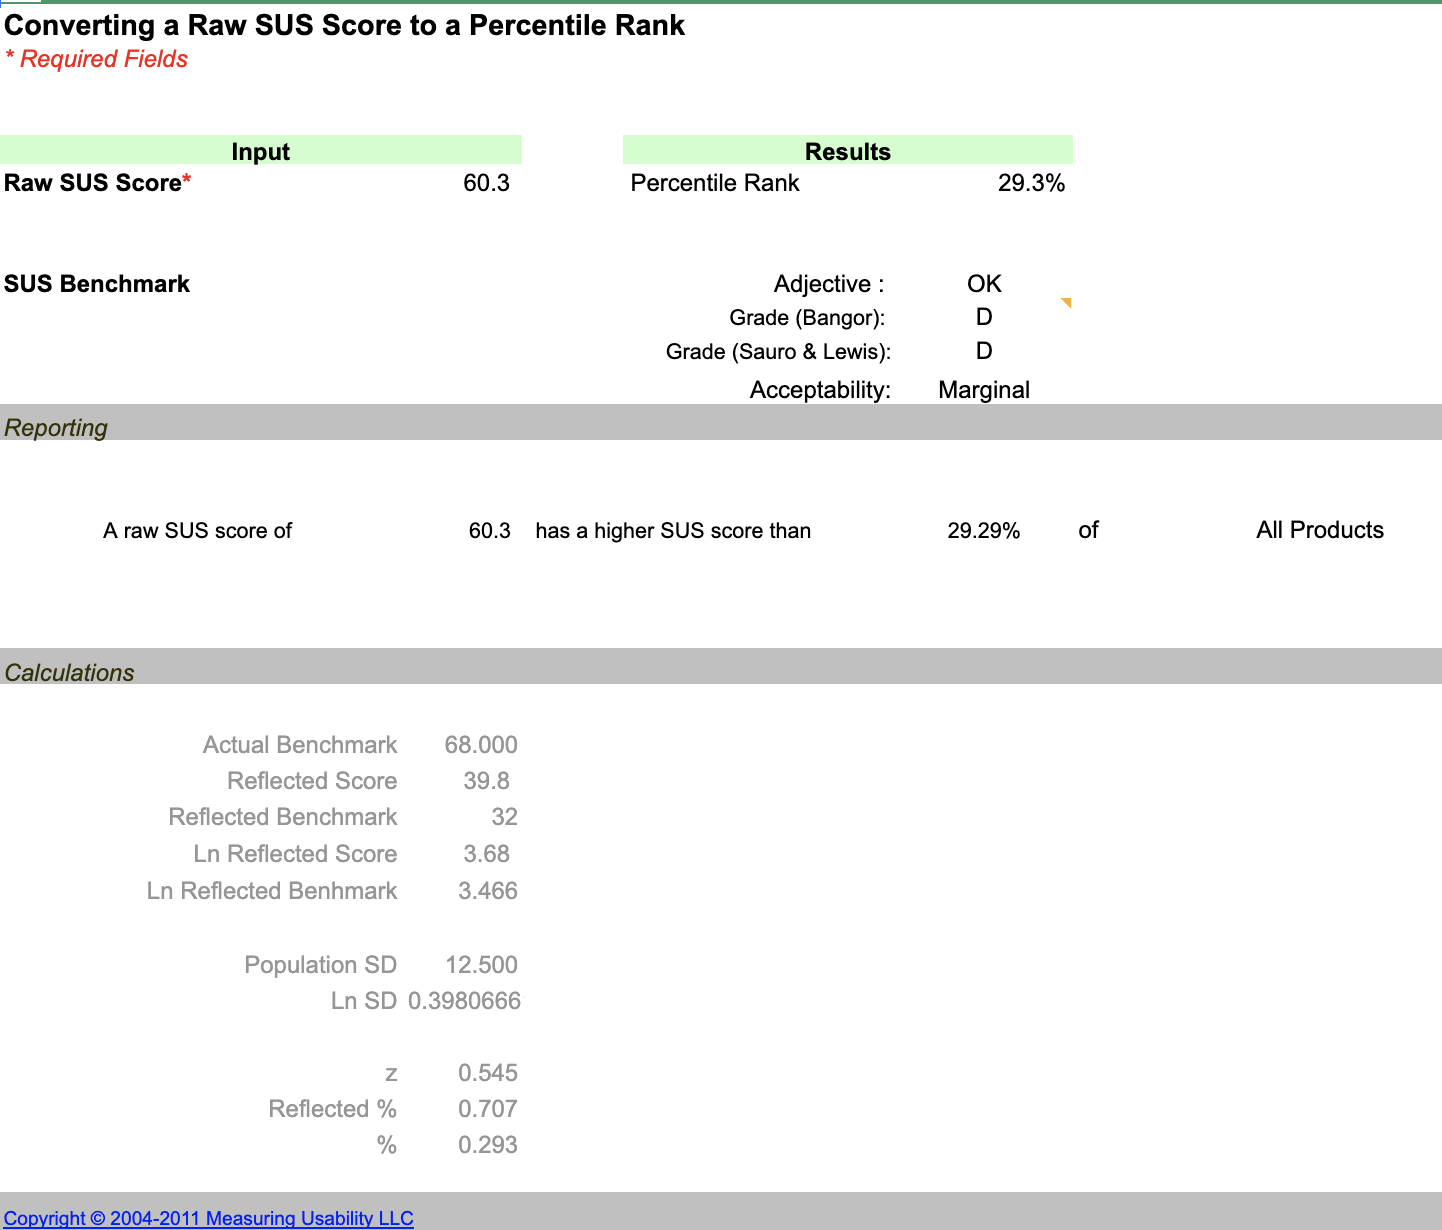 Converting a Raw SUS Score to a Percentile Rank
* Required Fields
Input Results
Raw SUS Score* 60.3 Percentile Rank 29.3%
SUS Benchmark Adjective : OK
Grade (Bangor): D
Grade (Sauro & Lewis): D
Acceptability: Marginal
Reporting
A raw SUS score of 60.3 has a higher SUS score than 29.29% of All Products
Calculations
Actual Benchmark 68.000
Reflected Score 39.8
Reflected Benchmark 32
Ln Reflected Score 3.68
Ln Reflected Benhmark 3.466
Population SD 12.500
Ln SD 0.3980666
z 0.545
Reflected % 0.707
% 0.293
Copyright © 2004-2011 Measuring Usability LLC